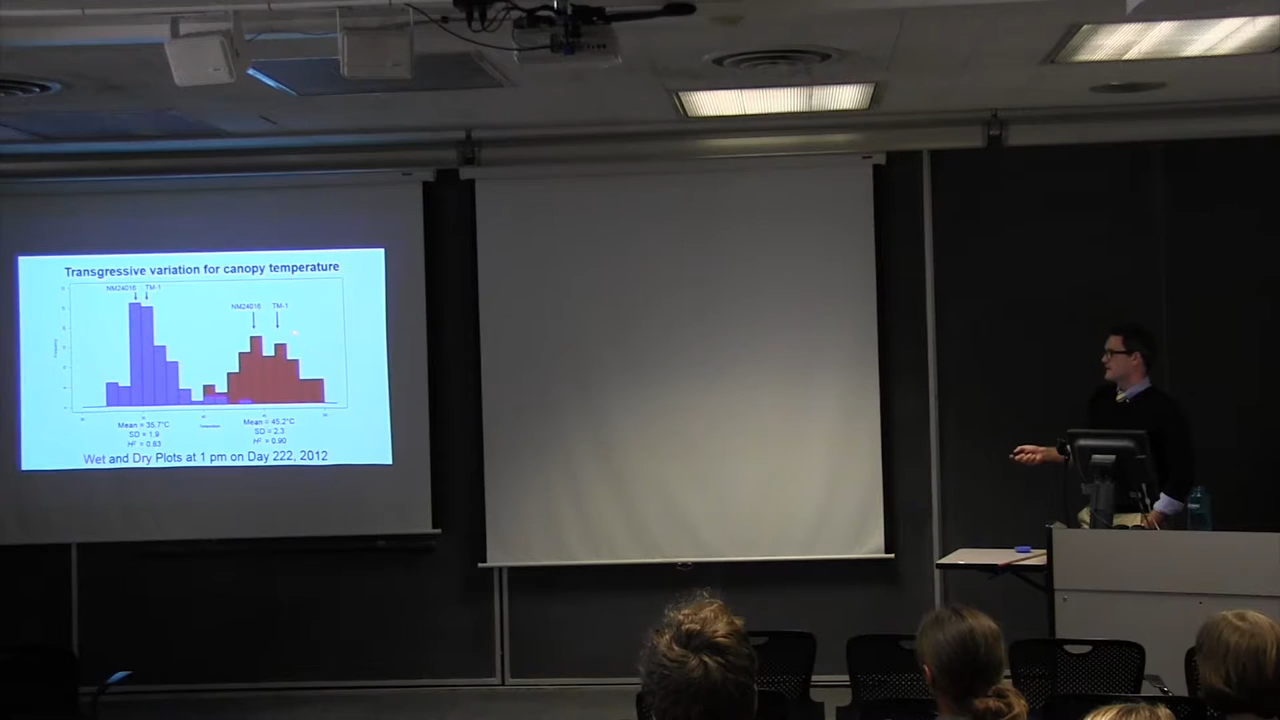 Transgressive variation for canopy temperature
NM24016 TM-1
NM24016 TM-1
Frequency
Temperature
Mean = 35.7°C
SD = 1.9
H² = 0.83
Mean = 45.2°C
SD = 2.3
H² = 0.90
Wet and Dry Plots at 1 pm on Day 222, 2012